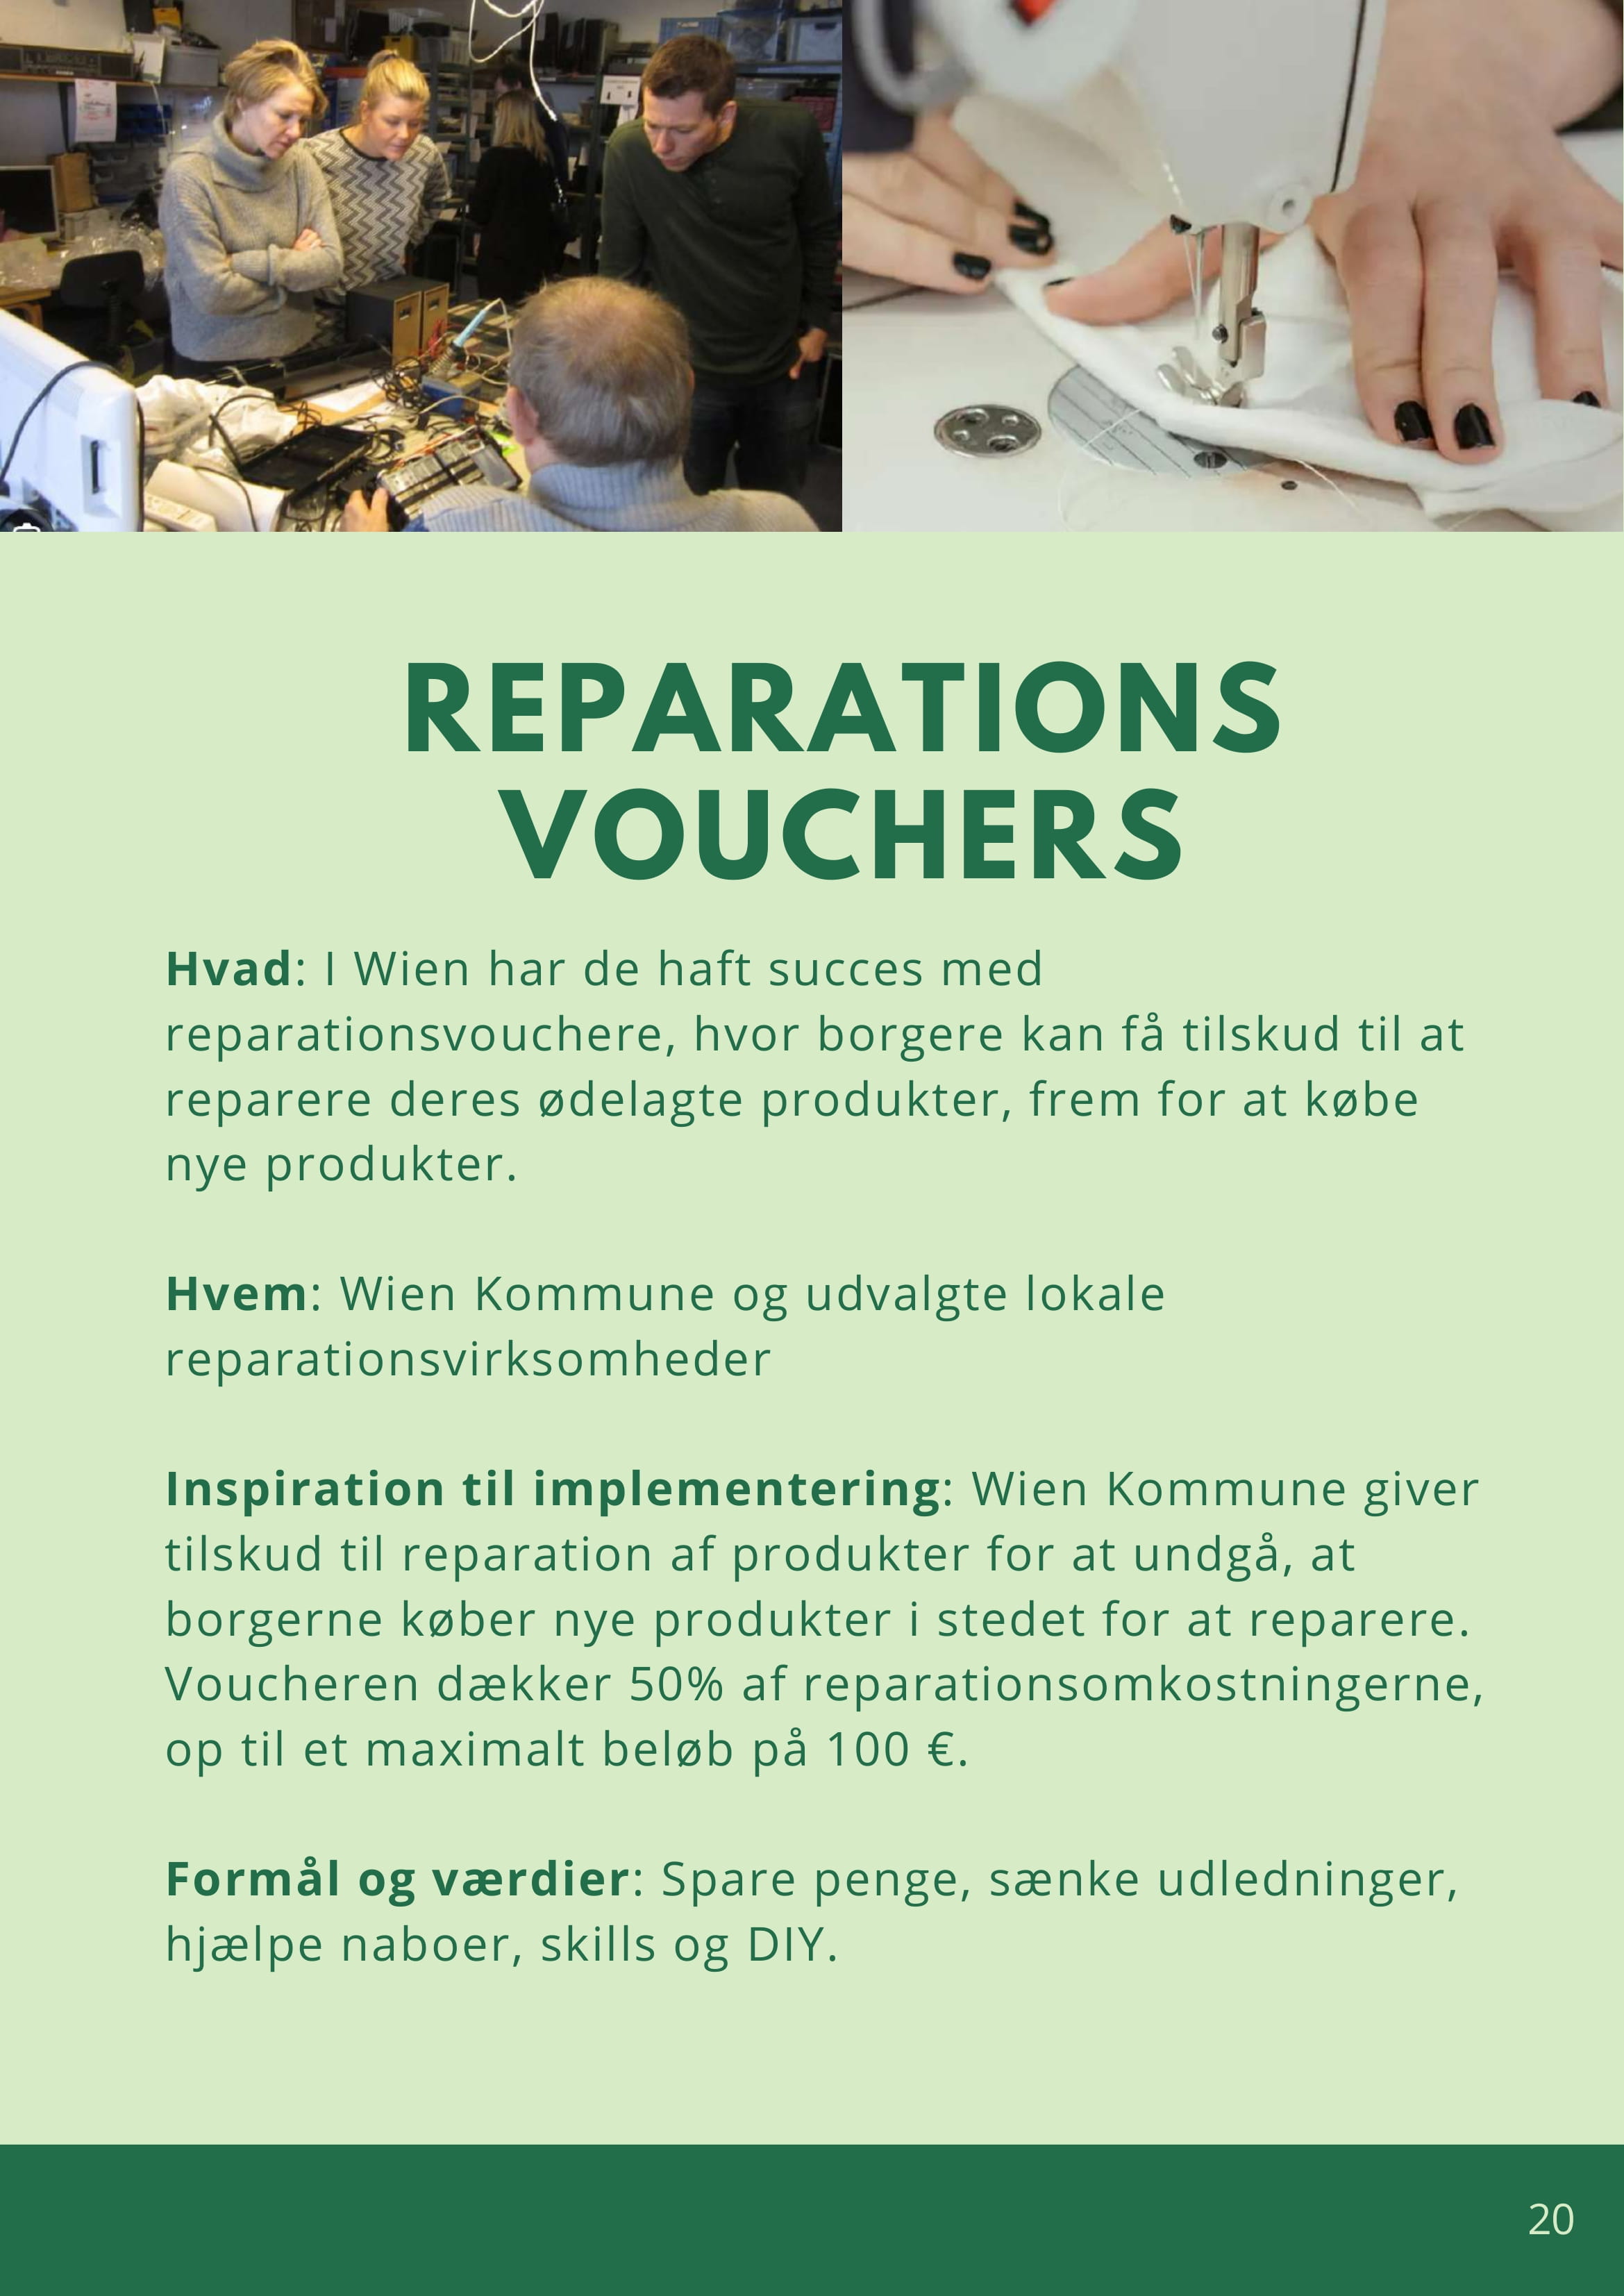 REPARATIONS
VOUCHERS
Hvad: I Wien har de haft succes med
reparationsvouchere, hvor borgere kan få tilskud til at
reparere deres ødelagte produkter, frem for at købe
nye produkter.
Hvem: Wien Kommune og udvalgte lokale
reparationsvirksomheder
Inspiration til implementering: Wien Kommune giver
tilskud til reparation af produkter for at undgå, at
borgerne køber nye produkter i stedet for at reparere.
Voucheren dækker 50% af reparationsomkostningerne,
op til et maximalt beløb på 100 €.
Formål og værdier: Spare penge, sænke udledninger,
hjælpe naboer, skills og DIY.
20